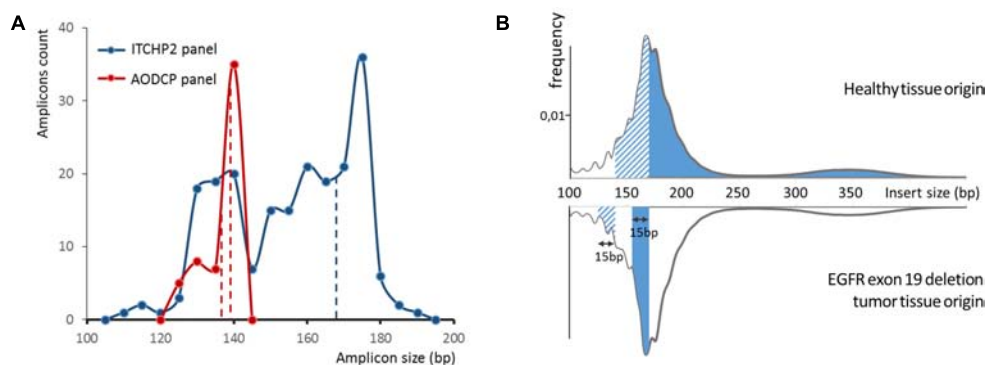 A
40
30
20
10
0
Amplicons count
ITCHP2 panel
AODCP panel
100 120 140 160 180 200
Amplicon size (bp)
B
frequency
0,01
Healthy tissue origin
100 150 200 250 300 350 Insert size (bp)
15bp
15bp
EGFR exon 19 deletion
tumor tissue origin